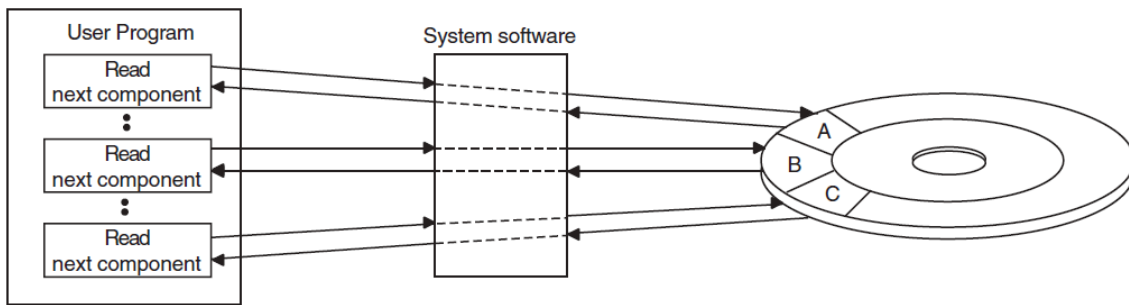 User Program
System software
Read
next component
Read
next component
Read
next component
A
B
C